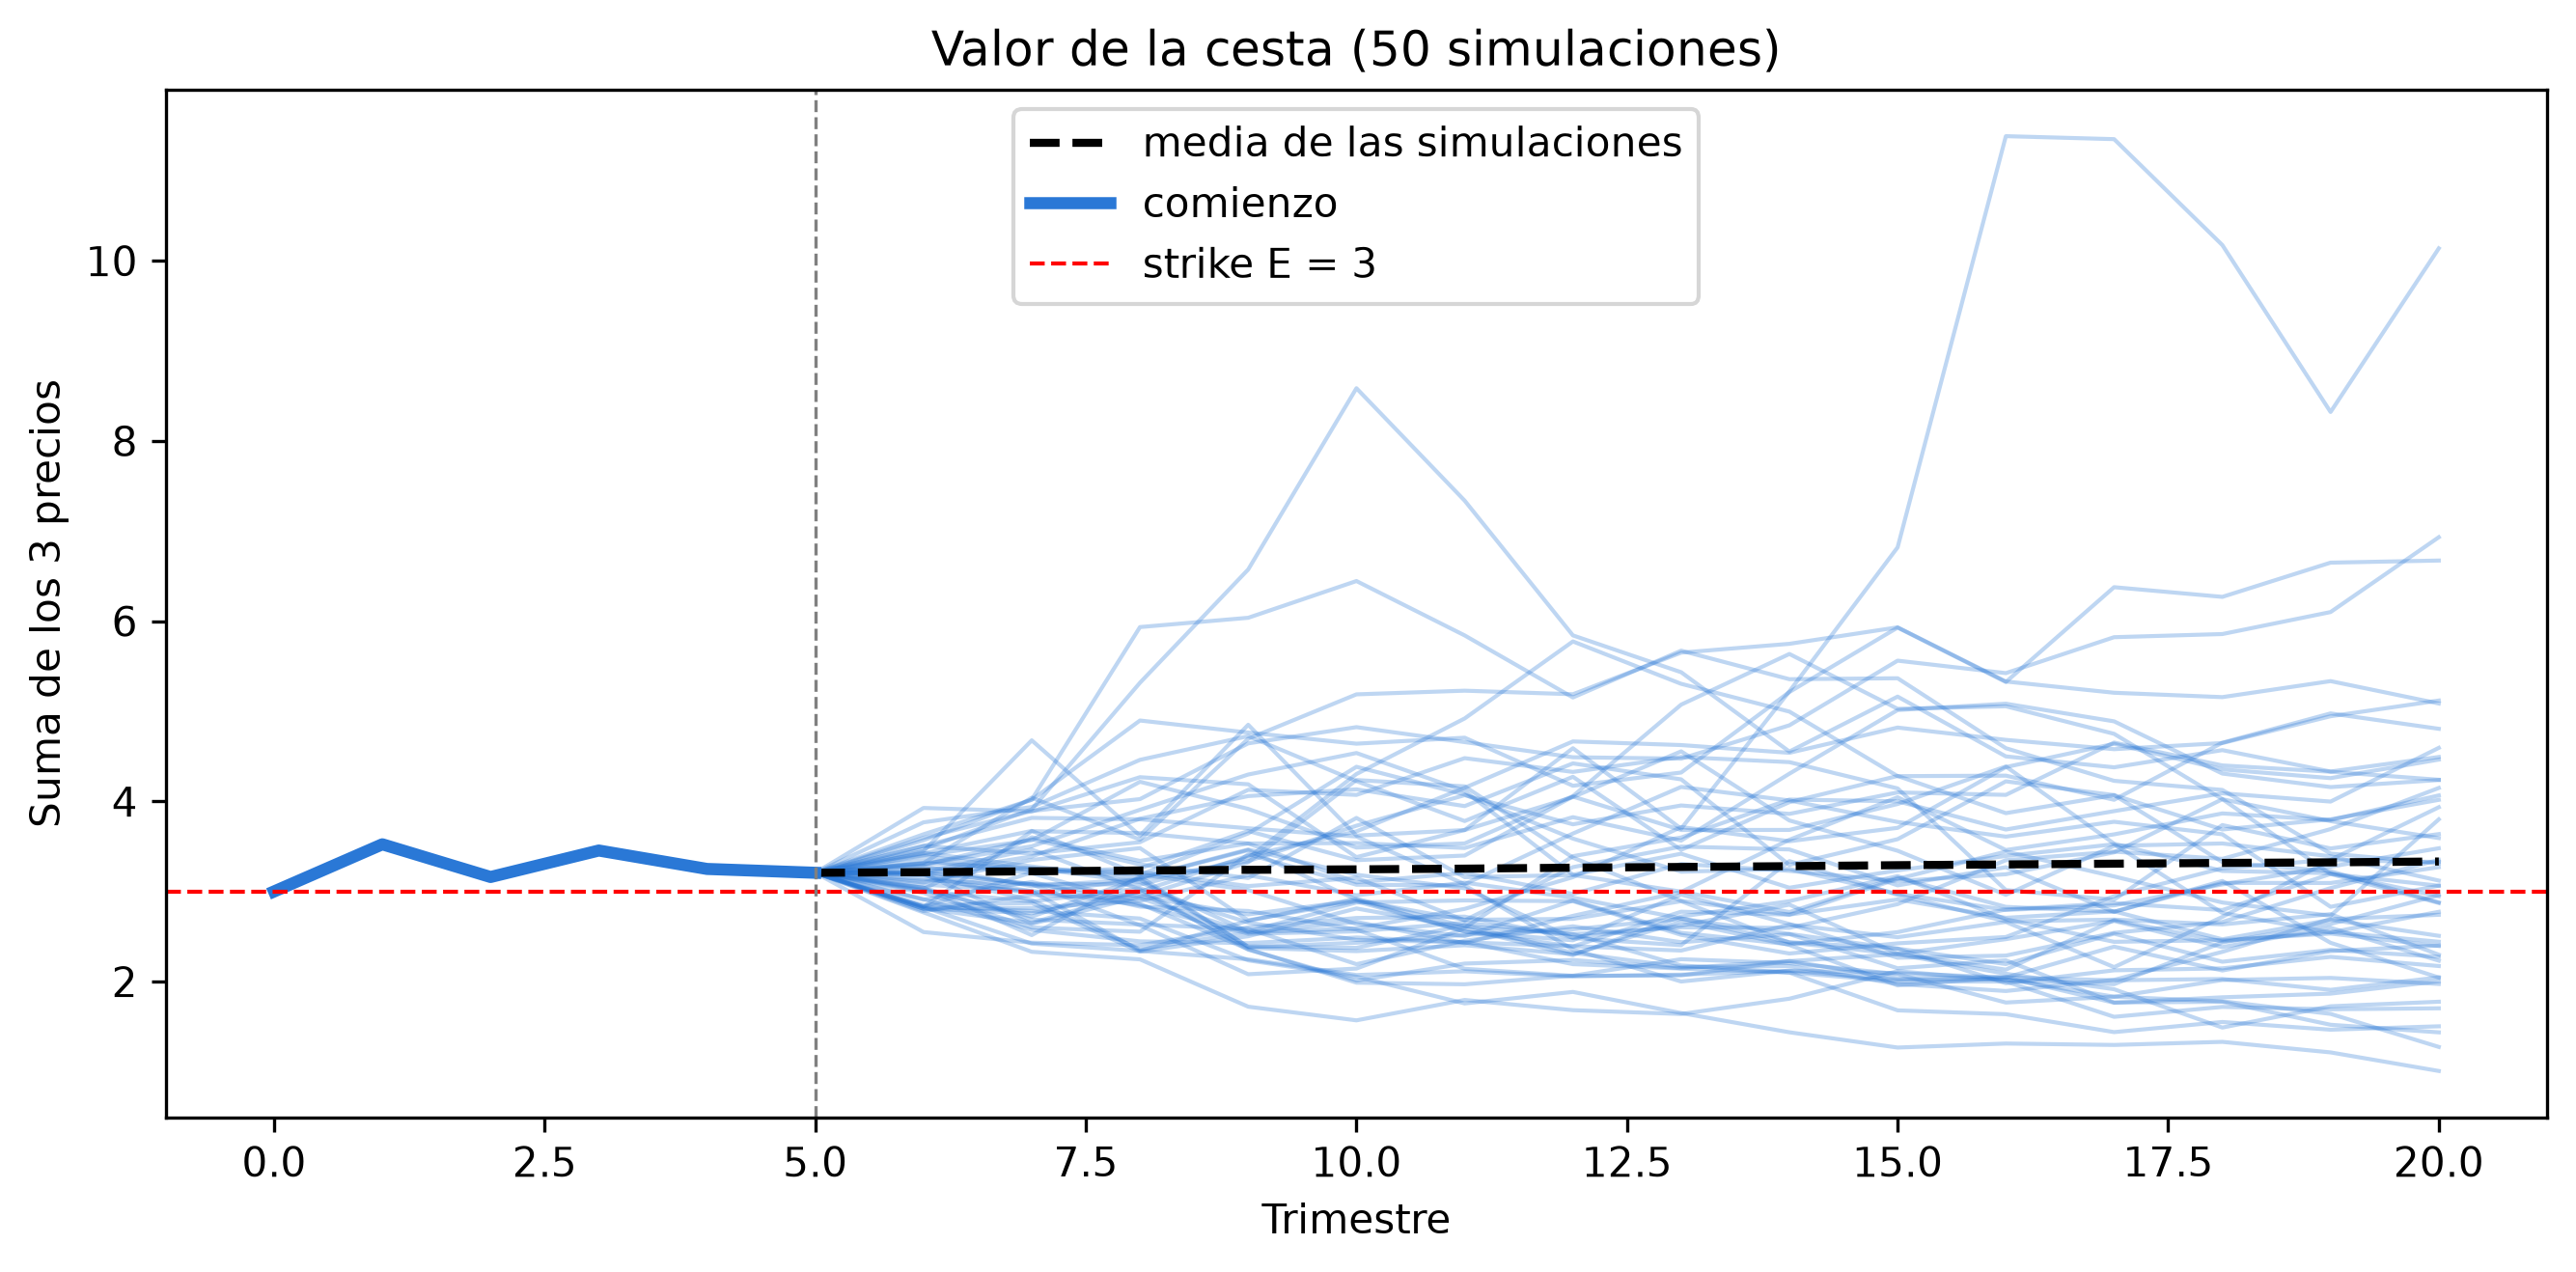 Valor de la cesta (50 simulaciones)
media de las simulaciones
comienzo
strike E = 3
Suma de los 3 precios
10
8
6
4
2
0.0 2.5 5.0 7.5 10.0 12.5 15.0 17.5 20.0
Trimestre